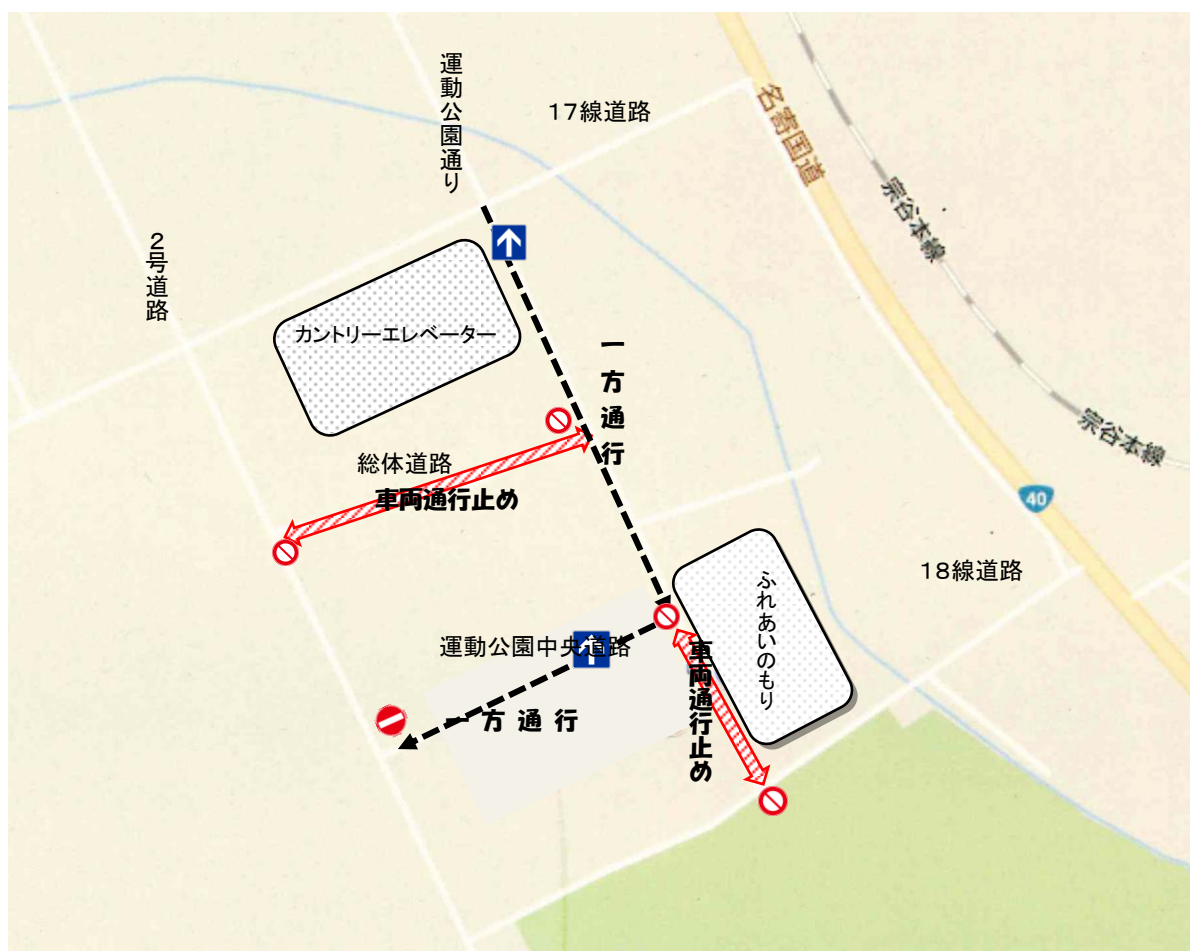 運動公園通り
17線道路
名寄国道
宗谷本線
2号道路
カントリーエレベーター
一方通行
宗谷本線
総体道路
車両通行止め
40
18線道路
ふれあいのもり
運動公園中央道路
車両通行止め
一方通行